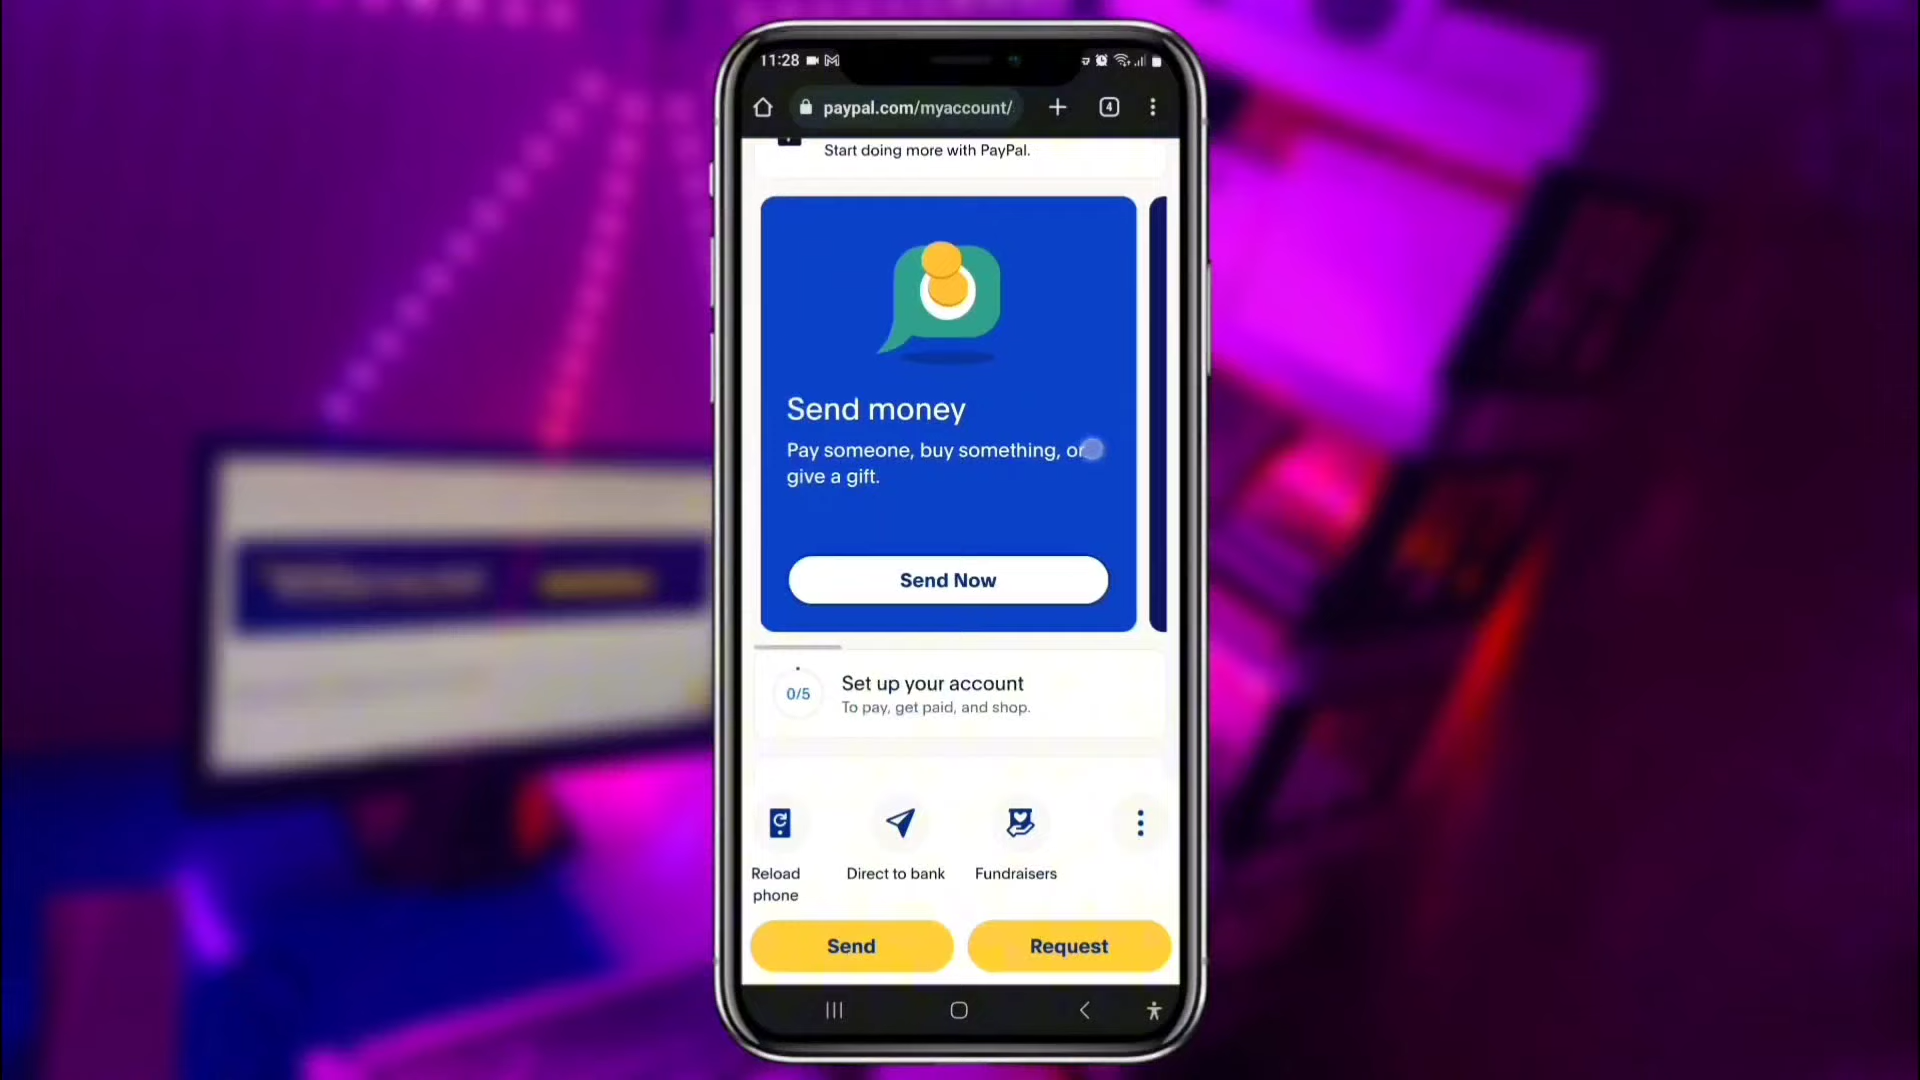 11:28
paypal.com/myaccount/
4
Start doing more with PayPal.
Send money
Pay someone, buy something, or
give a gift.
Send Now
0/5
Set up your account
To pay, get paid, and shop.
Reload
phone
Direct to bank
Fundraisers
Send
Request